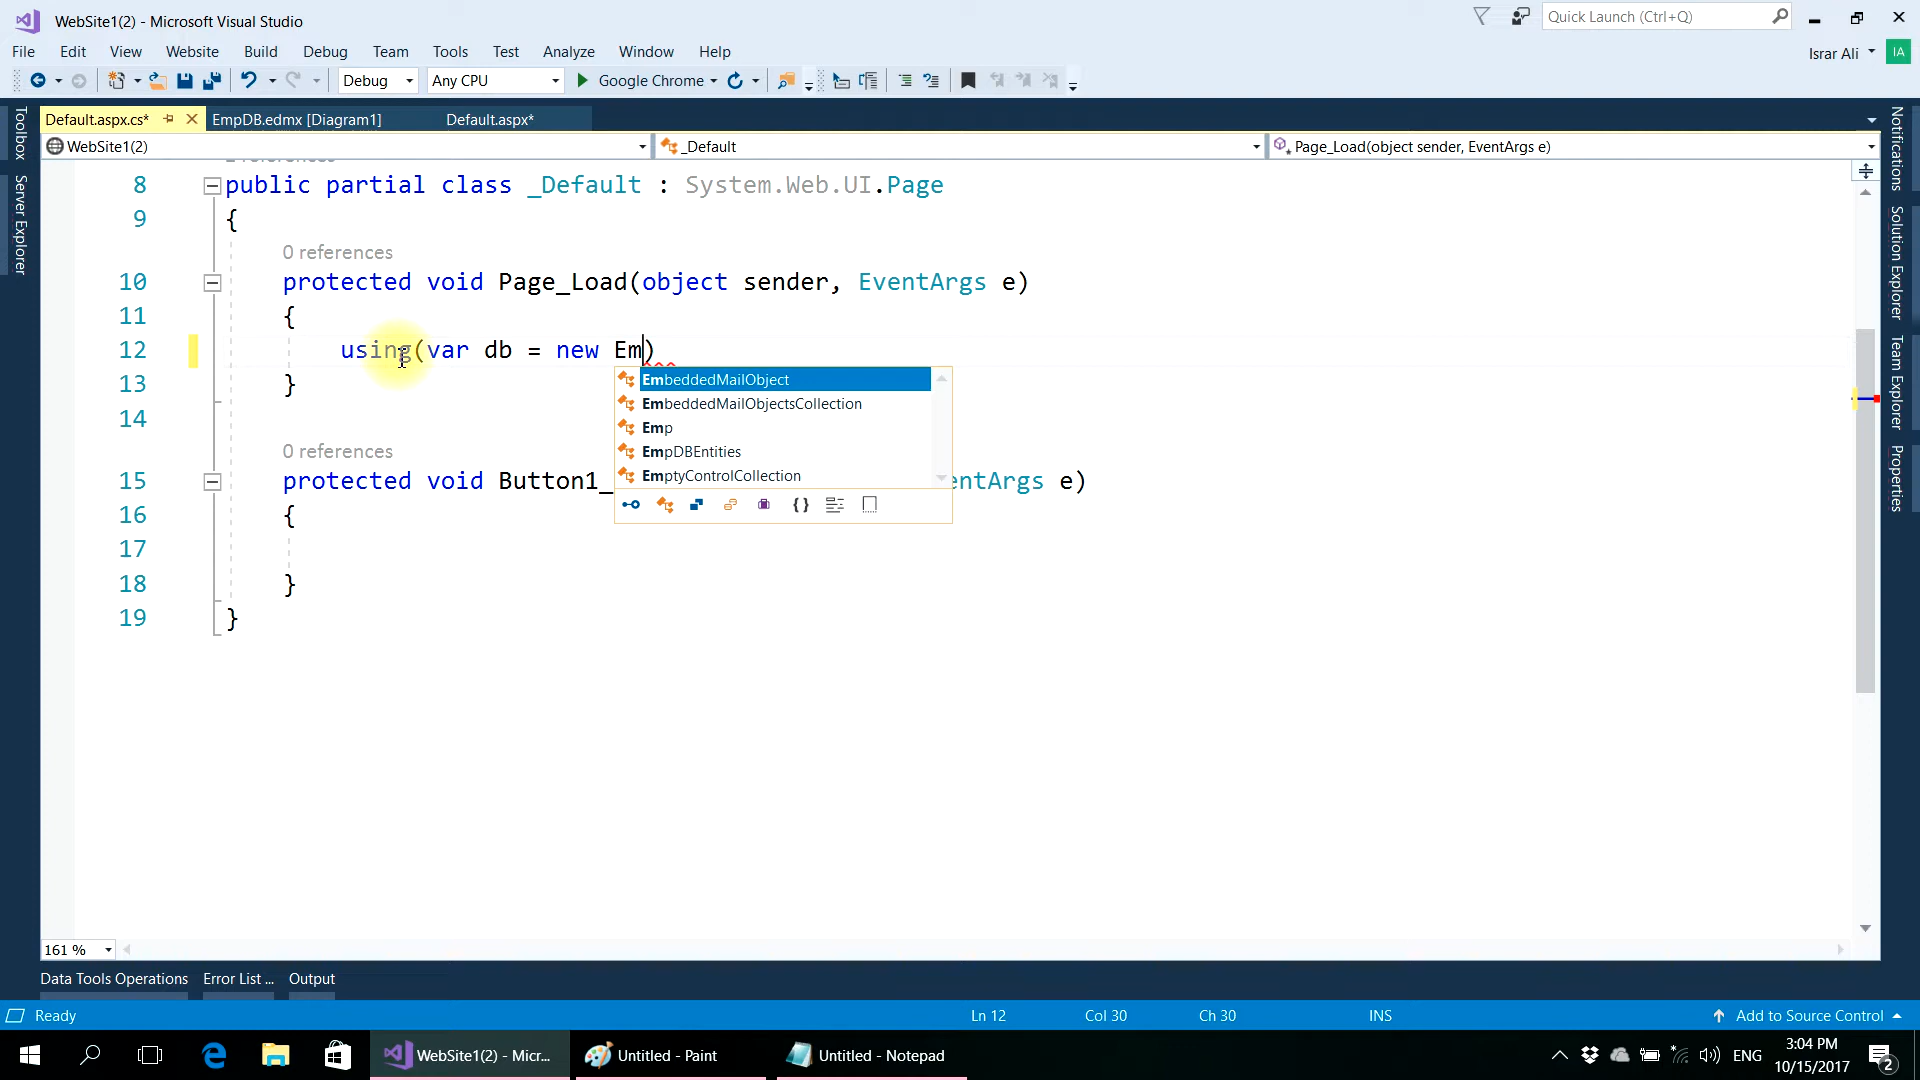 WebSite1(2) - Microsoft Visual Studio
Quick Launch (Ctrl+Q)
File Edit View Website Build Debug Team Tools Test Analyze Window Help
Israr Ali IA
Debug Any CPU Google Chrome
Default.aspx.cs* EmpDB.edmx [Diagram1] Default.aspx*
WebSite1(2) _Default Page_Load(object sender, EventArgs e)
Toolbox
Server Explorer
Notifications
Solution Explorer
Team Explorer
Properties
8 public partial class _Default : System.Web.UI.Page
9 {
0 references
10 protected void Page_Load(object sender, EventArgs e)
11 {
12 using(var db = new Em)
13 }
EmbeddedMailObject
EmbeddedMailObjectsCollection
Emp
EmpDBEntities
EmptyControlCollection
14
0 references
15 protected void Button1_ entArgs e)
16 {
17
18 }
19 }
161 %
Data Tools Operations Error List ... Output
Ready Ln 12 Col 30 Ch 30 INS Add to Source Control
WebSite1(2) - Micr... Untitled - Paint Untitled - Notepad
ENG 3:04 PM
10/15/2017
2